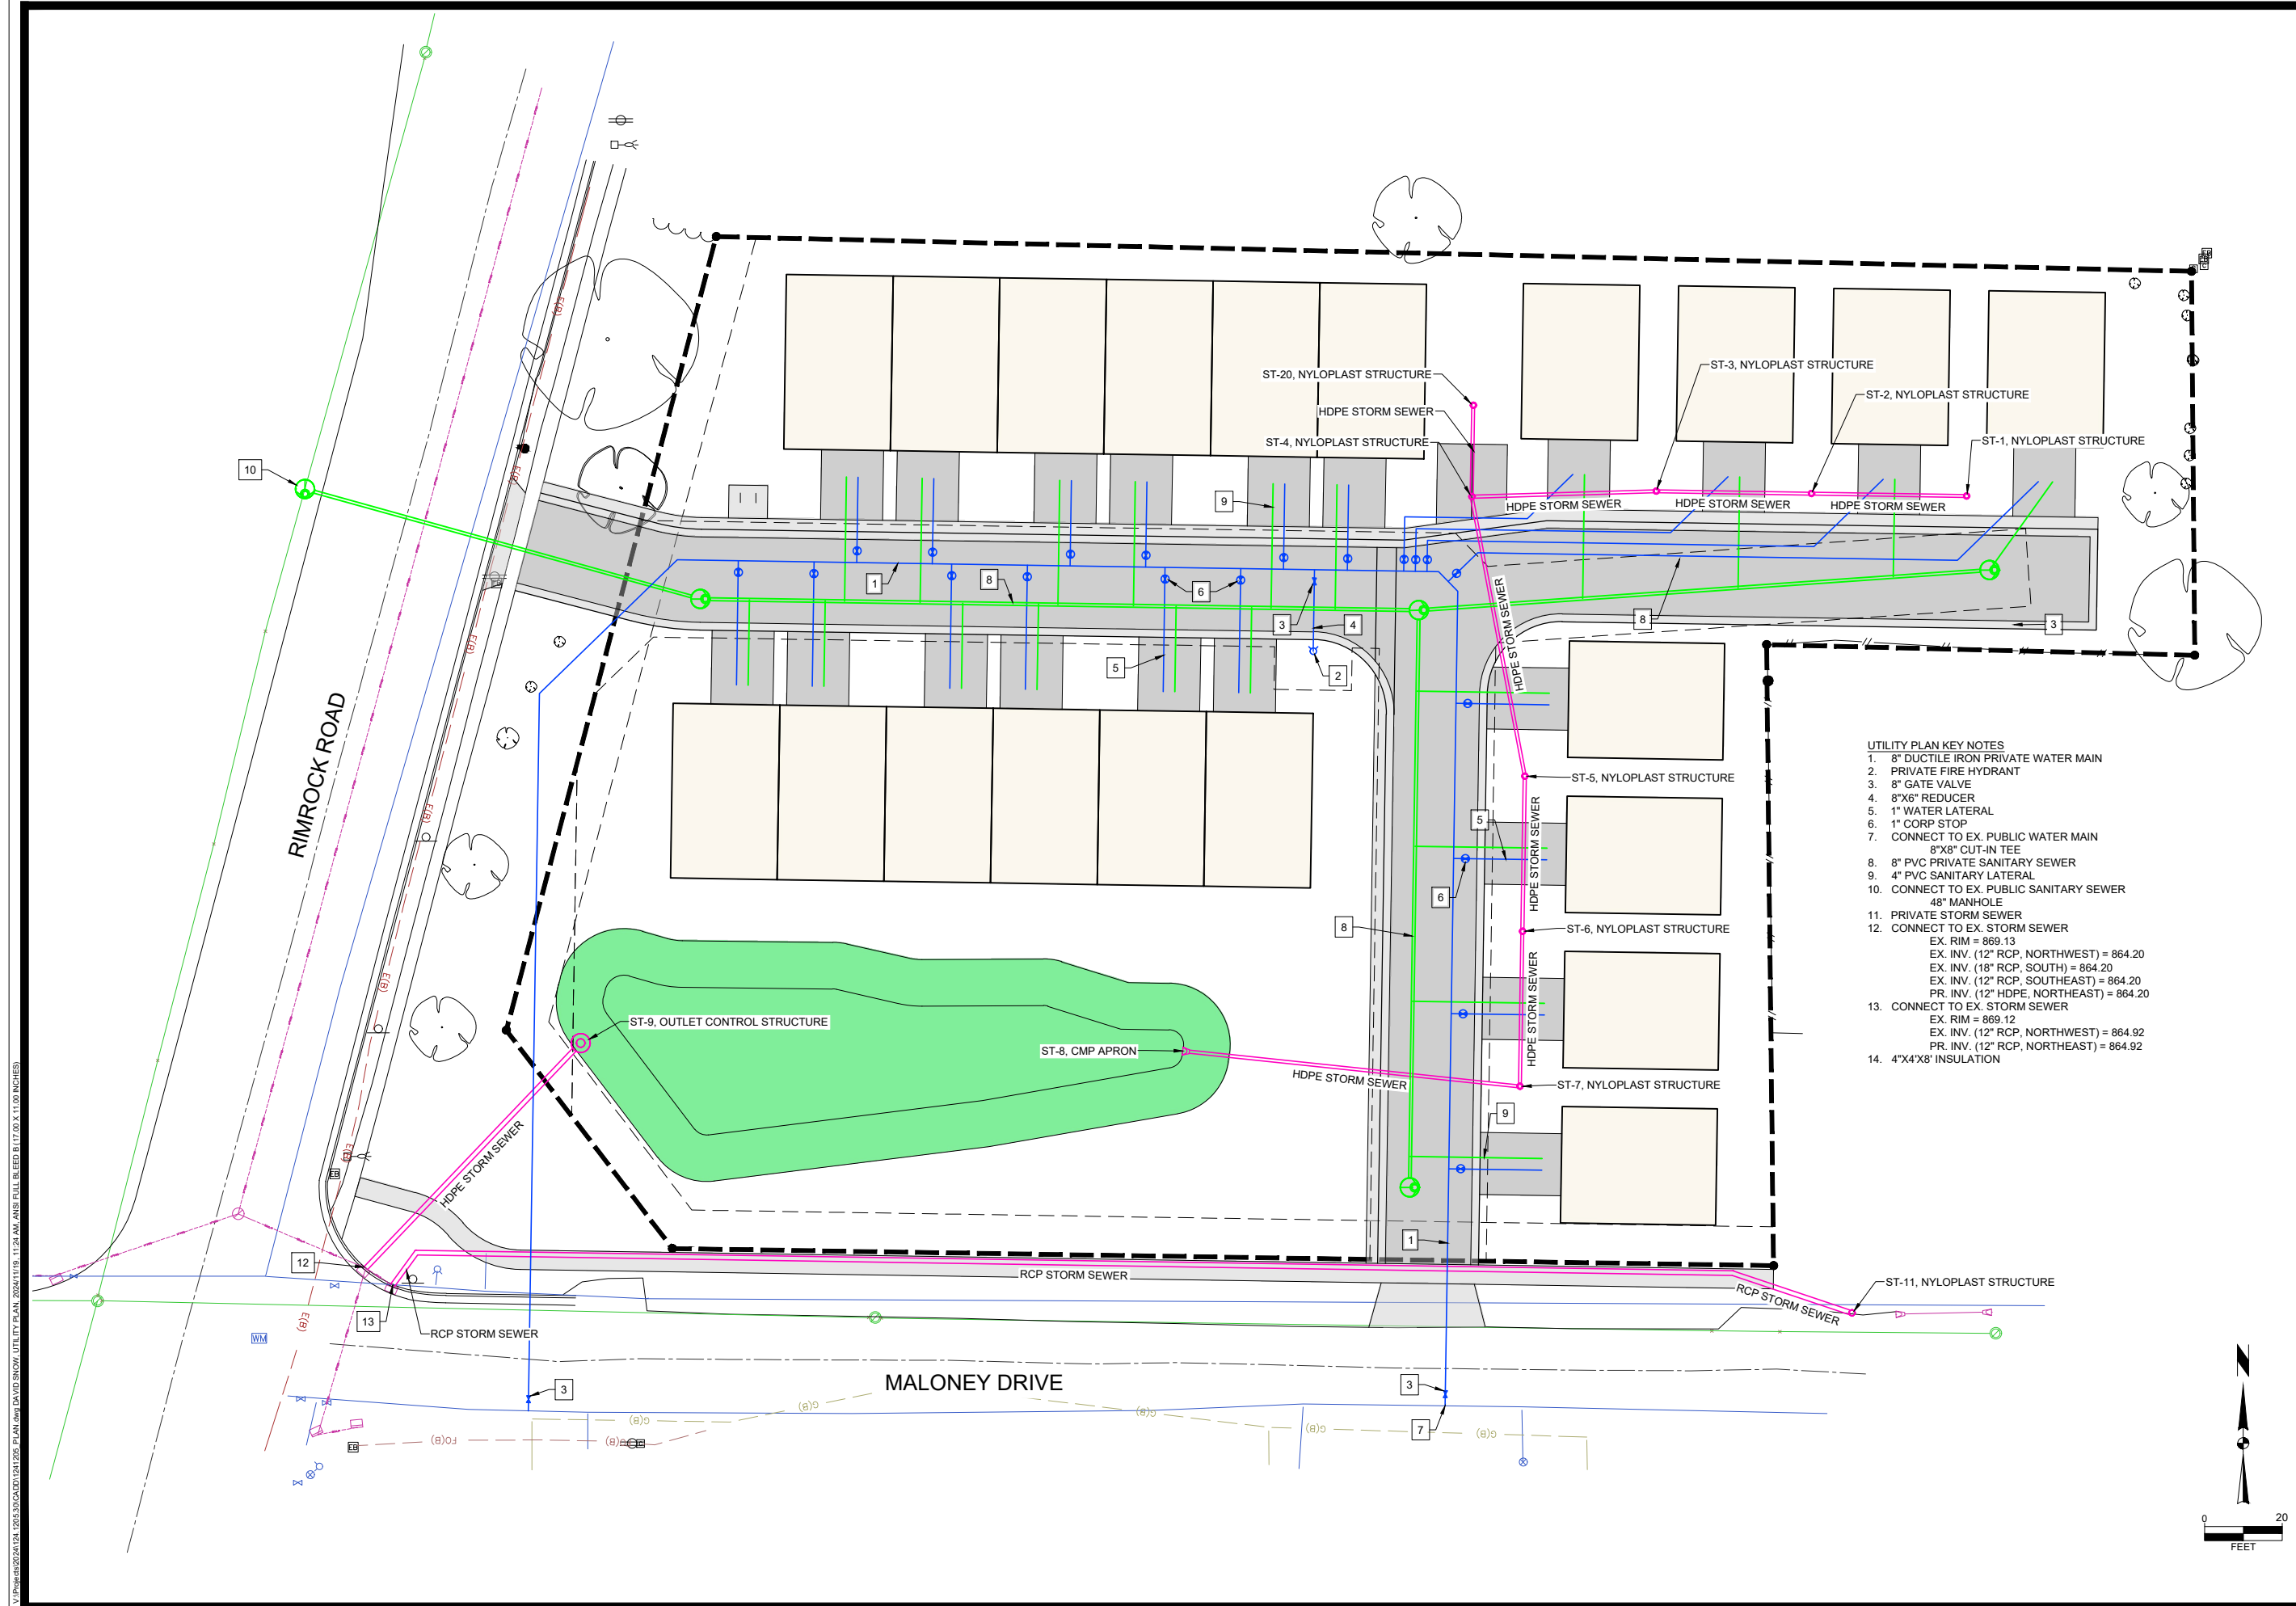 ST-20, NYLOPLAST STRUCTURE
ST-3, NYLOPLAST STRUCTURE
HDPE STORM SEWER
ST-2, NYLOPLAST STRUCTURE
ST-4, NYLOPLAST STRUCTURE
ST-1, NYLOPLAST STRUCTURE
10
9
HDPE STORM SEWER
HDPE STORM SEWER
HDPE STORM SEWER
E(B)
E(B)
E(B)
E(B)
E(B)
E(B)
E(B)
1
8
6
3
4
8
3
5
2
HDPE STORM SEWER
RIMROCK ROAD
ST-5, NYLOPLAST STRUCTURE
5
HDPE STORM SEWER
6
8
ST-6, NYLOPLAST STRUCTURE
HDPE STORM SEWER
UTILITY PLAN KEY NOTES
1. 8" DUCTILE IRON PRIVATE WATER MAIN
2. PRIVATE FIRE HYDRANT
3. 8" GATE VALVE
4. 8"X6" REDUCER
5. 1" WATER LATERAL
6. 1" CORP STOP
7. CONNECT TO EX. PUBLIC WATER MAIN
8"X8" CUT-IN TEE
8. 8" PVC PRIVATE SANITARY SEWER
9. 4" PVC SANITARY LATERAL
10. CONNECT TO EX. PUBLIC SANITARY SEWER
48" MANHOLE
11. PRIVATE STORM SEWER
12. CONNECT TO EX. STORM SEWER
EX. RIM = 869.13
EX. INV. (12" RCP, NORTHWEST) = 864.20
EX. INV. (18" RCP, SOUTH) = 864.20
EX. INV. (12" RCP, SOUTHEAST) = 864.20
PR. INV. (12" HDPE, NORTHEAST) = 864.20
13. CONNECT TO EX. STORM SEWER
EX. RIM = 869.12
EX. INV. (12" RCP, NORTHWEST) = 864.92
PR. INV. (12" RCP, NORTHEAST) = 864.92
14. 4"X4'X8' INSULATION
ST-9, OUTLET CONTROL STRUCTURE
ST-8, CMP APRON
HDPE STORM SEWER
ST-7, NYLOPLAST STRUCTURE
9
HDPE STORM SEWER
EB
12
1
RCP STORM SEWER
ST-11, NYLOPLAST STRUCTURE
RCP STORM SEWER
13
RCP STORM SEWER
WM
MALONEY DRIVE
3
3
7
G(B)
G(B)
G(B)
G(B)
G(B)
FO(B)
EB
N
0 20
FEET